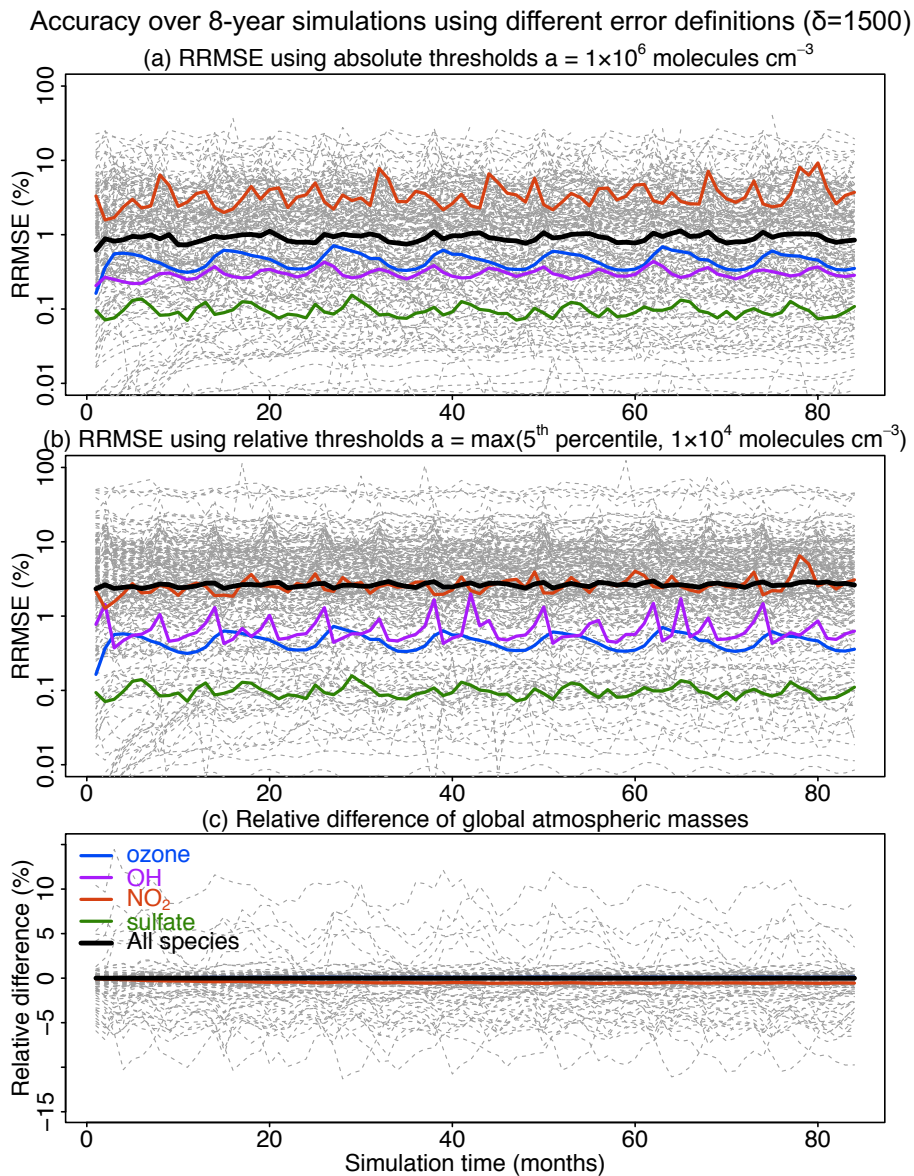 Accuracy over 8-year simulations using different error definitions (δ=1500)
(a) RRMSE using absolute thresholds a = 1×10⁶ molecules cm⁻³
RRMSE (%)
100
10
1
0.1
0.01
0 20 40 60 80
(b) RRMSE using relative thresholds a = max(5ᵗʰ percentile, 1×10⁴ molecules cm⁻³)
RRMSE (%)
100
10
1
0.1
0.01
0 20 40 60 80
(c) Relative difference of global atmospheric masses
Relative difference (%)
10
5
0
−5
−15
ozone
OH
NO₂
sulfate
All species
0 20 40 60 80
Simulation time (months)